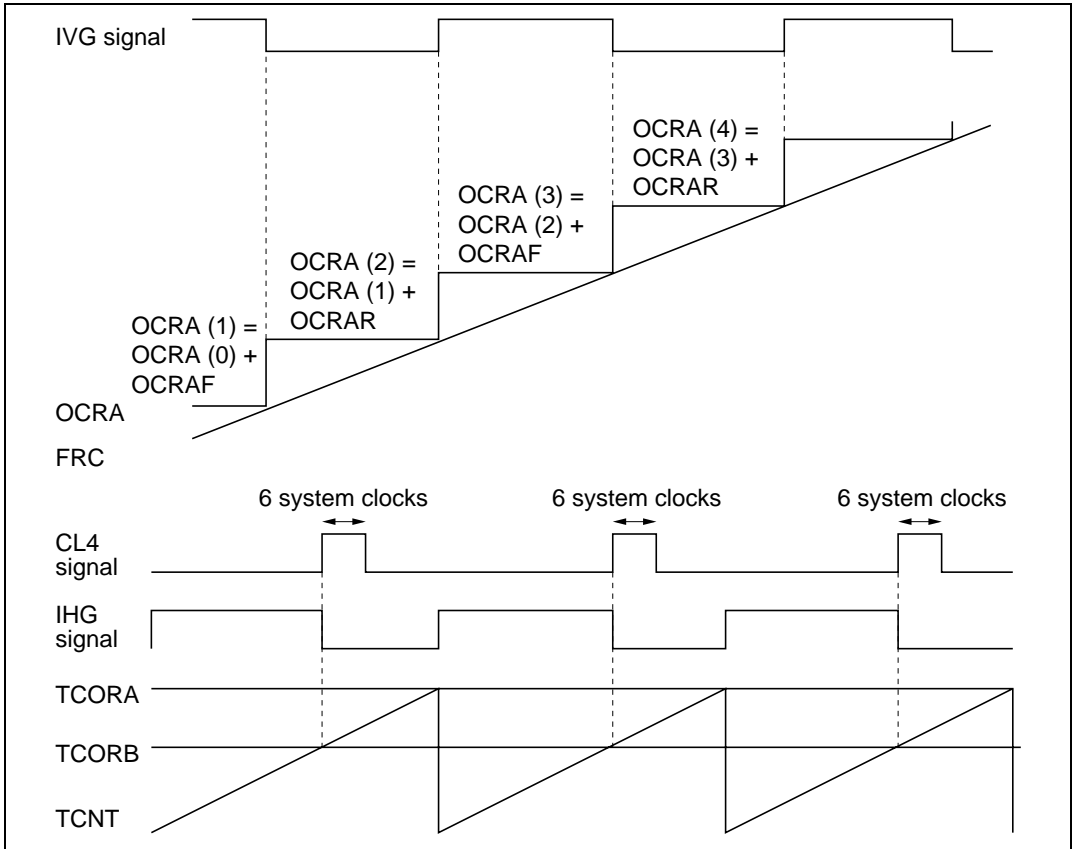 IVG signal
OCRA (4) =
OCRA (3) +
OCRAR
OCRA (3) =
OCRA (2) +
OCRAF
OCRA (2) =
OCRA (1) +
OCRAR
OCRA (1) =
OCRA (0) +
OCRAF
OCRA
FRC
6 system clocks 6 system clocks 6 system clocks
CL4
signal
IHG
signal
TCORA
TCORB
TCNT